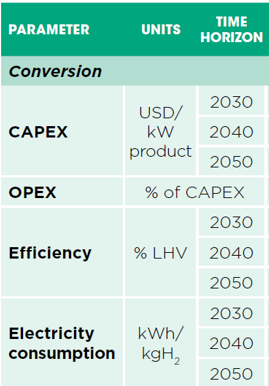 PARAMETER UNITS TIME HORIZON
Conversion
CAPEX USD/ kW product 2030
2040
2050
OPEX % of CAPEX
Efficiency % LHV 2030
2040
2050
Electricity consumption kWh/ kgH₂ 2030
2040
2050